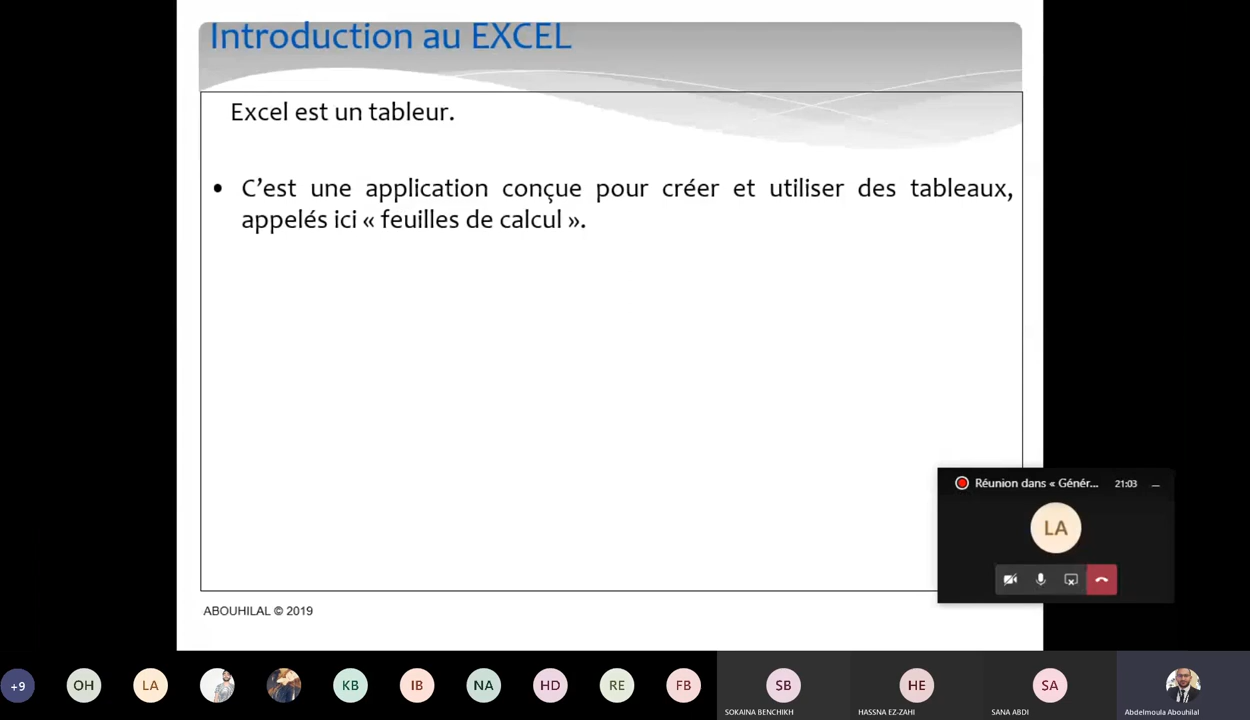 Introduction au EXCEL
Excel est un tableur.
• C’est une application conçue pour créer et utiliser des tableaux,
appelés ici « feuilles de calcul ».
Réunion dans « Génér... 21:03
LA
ABOUHILAL © 2019
+9 OH LA KB IB NA HD RE FB SB HE SA
SOKAINA BENCHIKH HASSNA EZ-ZAHI SANA ABDI Abdelmoula Abouhilal